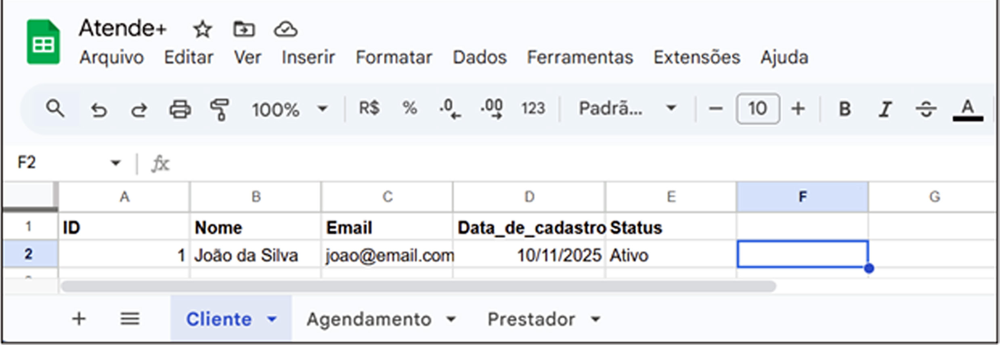 Atende+
Arquivo Editar Ver Inserir Formatar Dados Ferramentas Extensões Ajuda
100% R$ % .0 .00 123 Padrã... − 10 + B I S A
F2 fx
A B C D E F G
1 ID Nome Email Data_de_cadastro Status
2 1 João da Silva joao@email.com 10/11/2025 Ativo
+ Cliente Agendamento Prestador